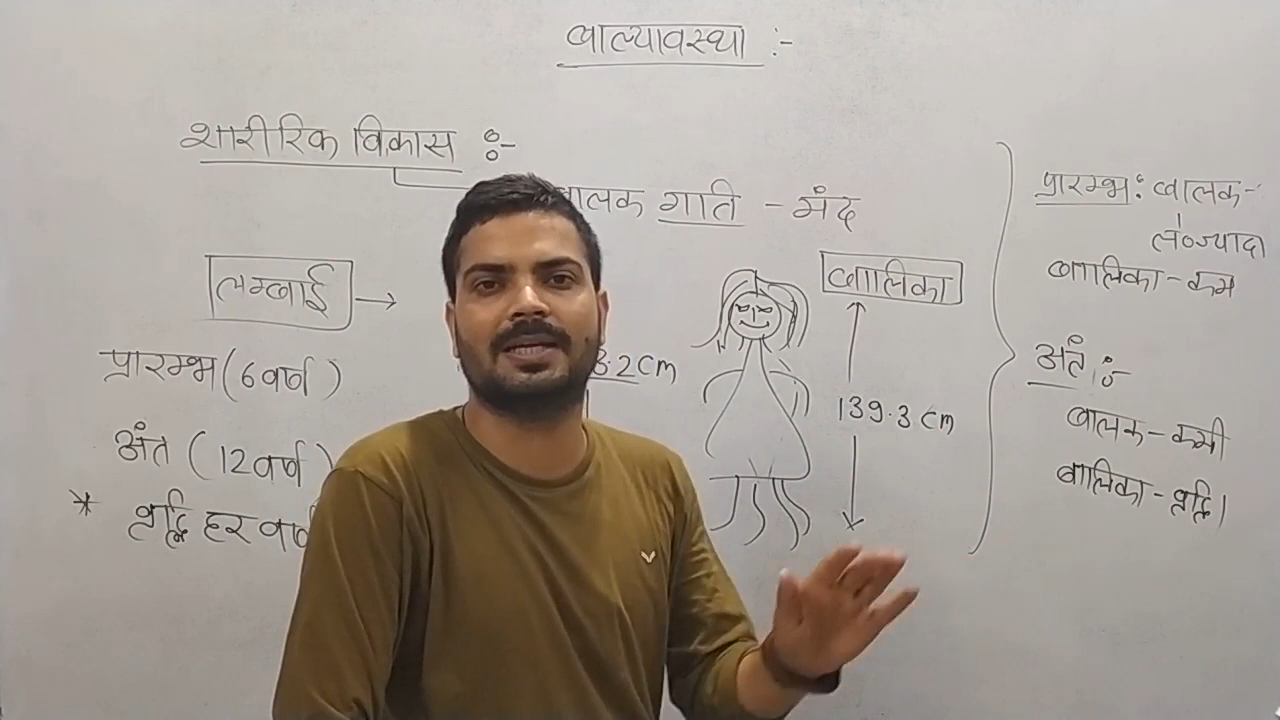 बाल्यावस्था :-
शारीरिक विकास :-
बालक गति - मंद
लम्बाई →
बालिका
प्रारम्भ (6 वर्ष)
3.2 cm
अंत (12 वर्ष)
139.3 cm
* वृद्धि हर वर्ष
प्रारम्भ : बालक -
लं० ज्यादा
बालिका - कम
अंत :-
बालक - कमी
बालिका - वृद्धि।